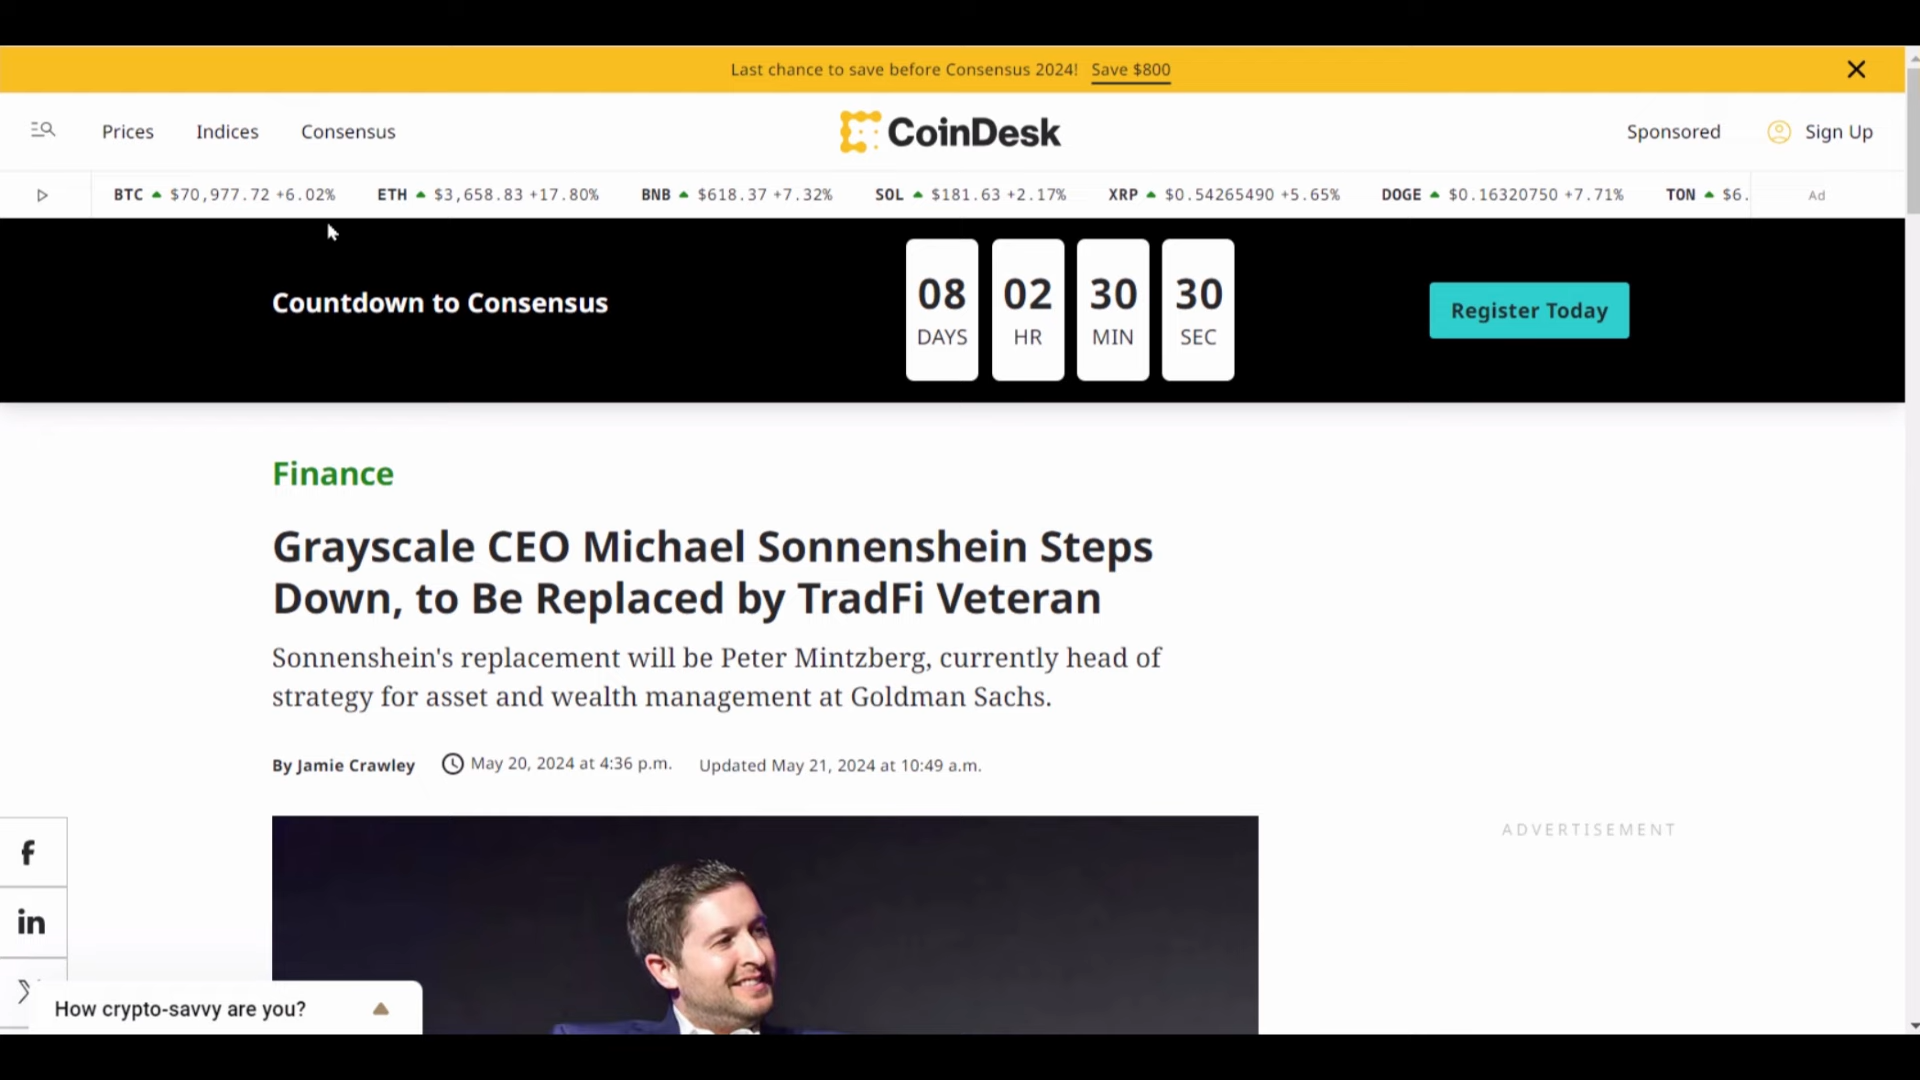 Last chance to save before Consensus 2024! Save $800
Prices Indices Consensus CoinDesk Sponsored Sign Up
BTC $70,977.72 +6.02% ETH $3,658.83 +17.80% BNB $618.37 +7.32% SOL $181.63 +2.17% XRP $0.54265490 +5.65% DOGE $0.16320750 +7.71% TON $6. Ad
Countdown to Consensus
08 02 30 30
DAYS HR MIN SEC
Register Today
Finance
Grayscale CEO Michael Sonnenshein Steps
Down, to Be Replaced by TradFi Veteran
Sonnenshein's replacement will be Peter Mintzberg, currently head of
strategy for asset and wealth management at Goldman Sachs.
By Jamie Crawley May 20, 2024 at 4:36 p.m. Updated May 21, 2024 at 10:49 a.m.
ADVERTISEMENT
f
in
How crypto-savvy are you?